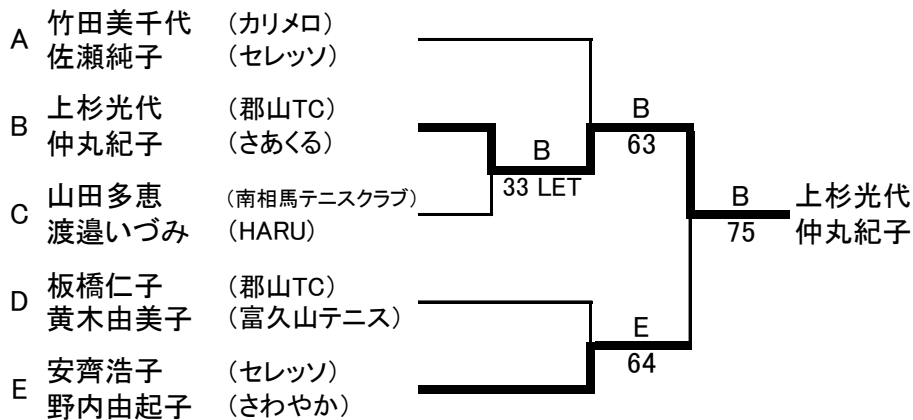 A 竹田美千代 (カリメロ)
佐瀬純子 (セレッソ)
B 上杉光代 (郡山TC)
仲丸紀子 (さあくる)
C 山田多恵 (南相馬テニスクラブ)
渡邉いづみ (HARU)
D 板橋仁子 (郡山TC)
黄木由美子 (富久山テニス)
E 安齊浩子 (セレッソ)
野内由起子 (さわやか)
B
33 LET
B
63
E
64
B
75
上杉光代
仲丸紀子